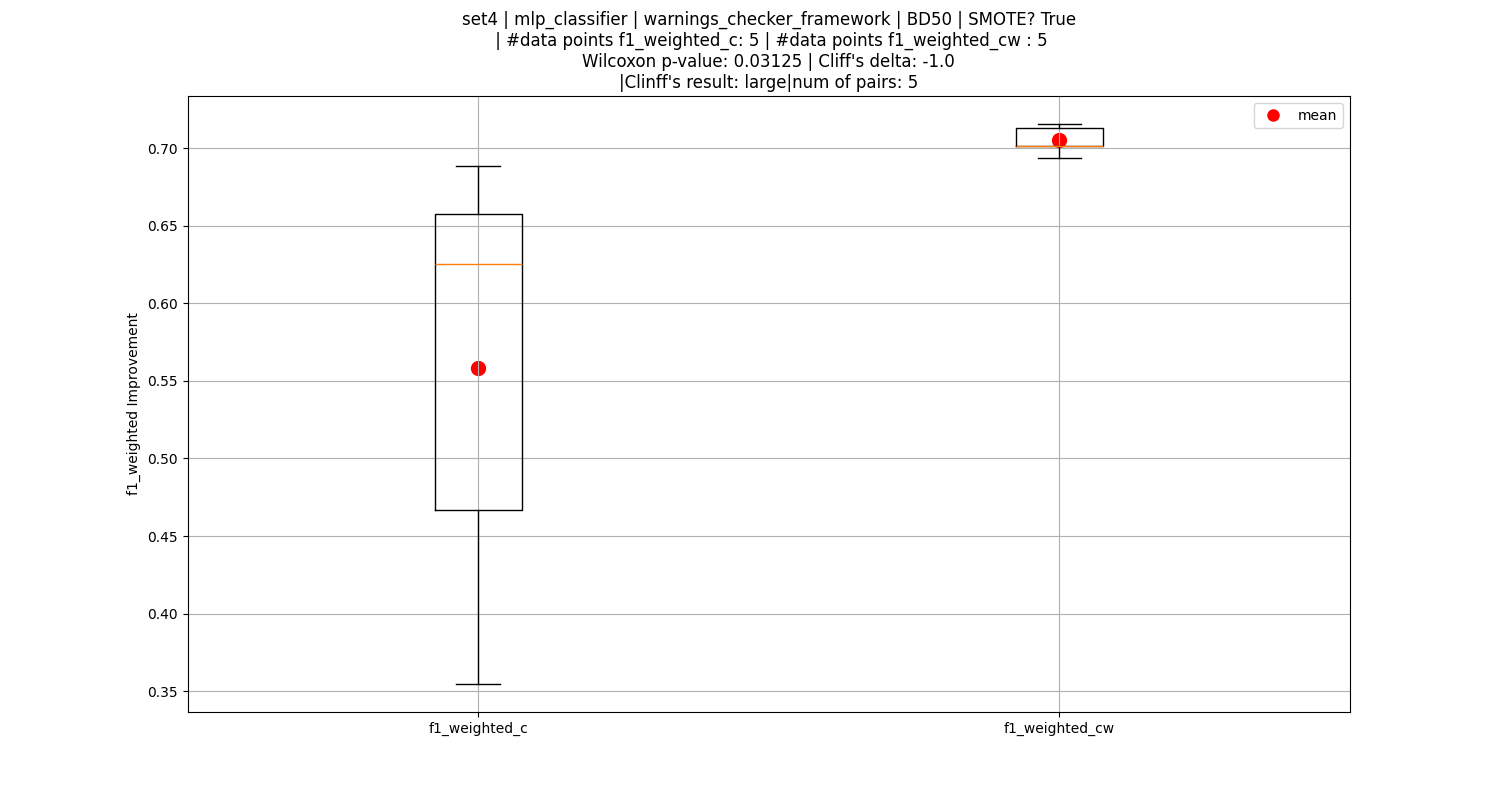 set4 | mlp_classifier | warnings_checker_framework | BD50 | SMOTE? True
| #data points f1_weighted_c: 5 | #data points f1_weighted_cw : 5
Wilcoxon p-value: 0.03125 | Cliff's delta: -1.0
|Clinff's result: large|num of pairs: 5
mean
f1_weighted Improvement
0.70
0.65
0.60
0.55
0.50
0.45
0.40
0.35
f1_weighted_c
f1_weighted_cw